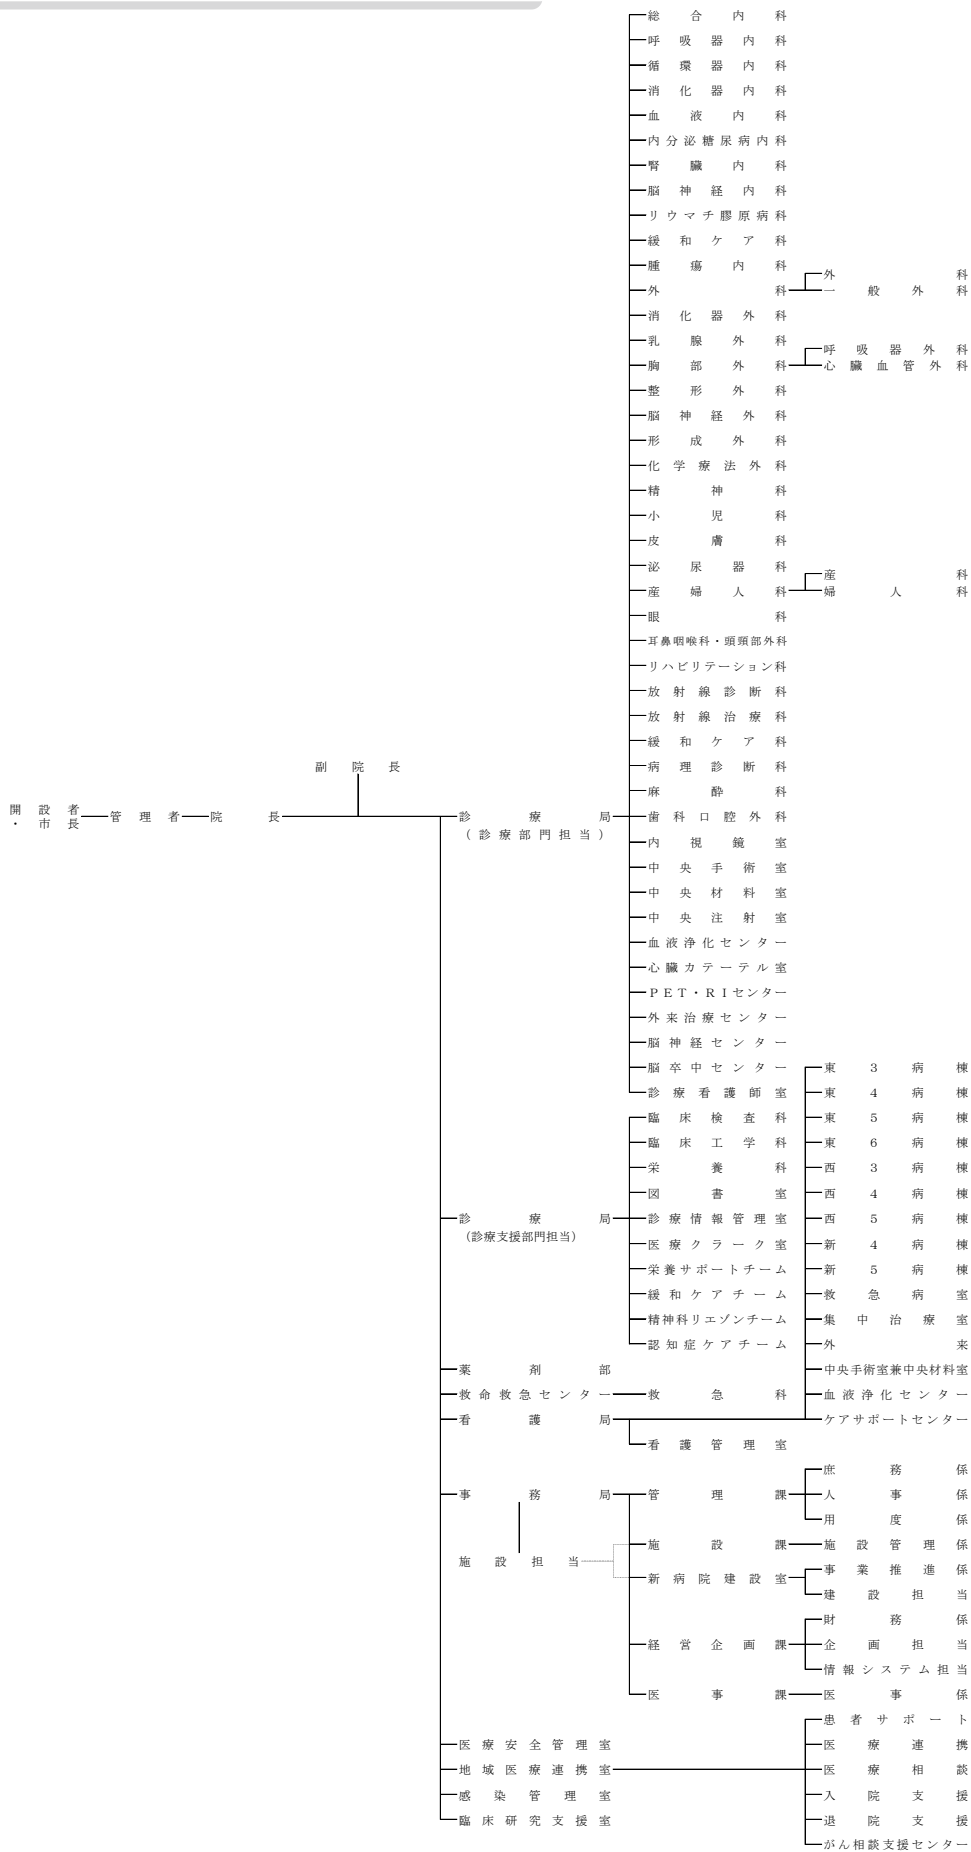 総合内科
呼吸器内科
循環器内科
消化器内科
血液内科
内分泌糖尿病内科
腎臓内科
脳神経内科
リウマチ膠原病科
緩和ケア科
腫瘍内科
外科
外科
一般外科
消化器外科
乳腺外科
胸部外科
呼吸器外科
心臓血管外科
整形外科
脳神経外科
形成外科
化学療法外科
精神科
小児科
皮膚科
泌尿器科
産婦人科
産科
婦人科
眼科
耳鼻咽喉科・頭頸部外科
リハビリテーション科
放射線診断科
放射線治療科
緩和ケア科
病理診断科
麻酔科
副院長
開設者
・市長
管理者
院長
診療局
(診療部門担当)
歯科口腔外科
内視鏡室
中央手術室
中央材料室
中央注射室
血液浄化センター
心臓カテーテル室
PET・RIセンター
外来治療センター
脳神経センター
脳卒中センター
診療看護師室
診療局
(診療支援部門担当)
臨床検査科
臨床工学科
栄養科
図書室
診療情報管理室
医療クラーク室
栄養サポートチーム
緩和ケアチーム
精神科リエゾンチーム
認知症ケアチーム
薬剤部
救命救急センター
救急科
看護局
東3病棟
東4病棟
東5病棟
東6病棟
西3病棟
西4病棟
西5病棟
新4病棟
新5病棟
救急病室
集中治療室
外来
中央手術室兼中央材料室
血液浄化センター
ケアサポートセンター
看護管理室
事務局
施設担当
管理課
庶務係
人事係
用度係
施設課
施設管理係
新病院建設室
事業推進係
建設担当
経営企画課
財務係
企画担当
情報システム担当
医事課
医事係
医療安全管理室
地域医療連携室
患者サポート
医療連携
医療相談
入院支援
退院支援
がん相談支援センター
感染管理室
臨床研究支援室